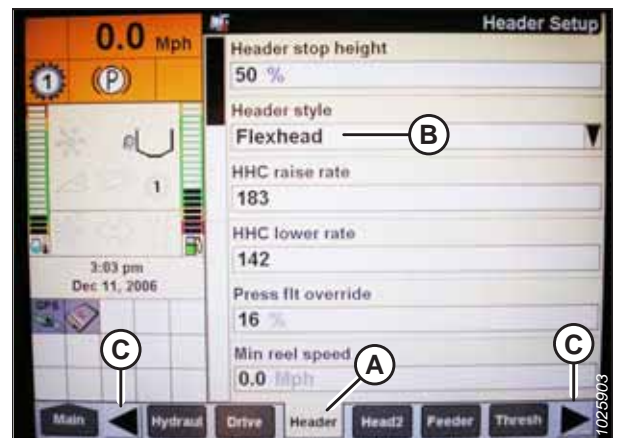 0.0 Mph
Header Setup
1
(P)
Header stop height
50 %
Header style
Flexhead
B
HHC raise rate
183
1
HHC lower rate
142
3:03 pm
Dec 11, 2006
Press flt override
16 %
GPS
Min reel speed
0.0 Mph
A
C
C
Main
Hydraul
Drive
Header
Head2
Feeder
Thresh
1025903